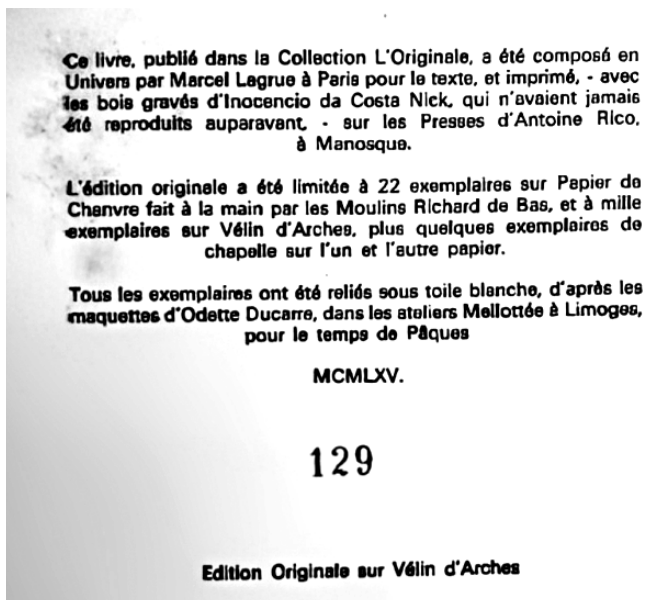 Ce livre, publié dans la Collection L'Originale, a été composé en
Univers par Marcel Lagrue à Paris pour le texte, et imprimé, - avec
les bois gravés d'Inocencio da Costa Nick, qui n'avaient jamais
été reproduits auparavant, - sur les Presses d'Antoine Rico,
à Manosque.
L'édition originale a été limitée à 22 exemplaires sur Papier de
Chanvre fait à la main par les Moulins Richard de Bas, et à mille
exemplaires sur Vélin d'Arches, plus quelques exemplaires de
chapelle sur l'un et l'autre papier.
Tous les exemplaires ont été reliés sous toile blanche, d'après les
maquettes d'Odette Ducarre, dans les ateliers Mellottée à Limoges,
pour le temps de Pâques
MCMLXV.
129
Edition Originale sur Vélin d'Arches